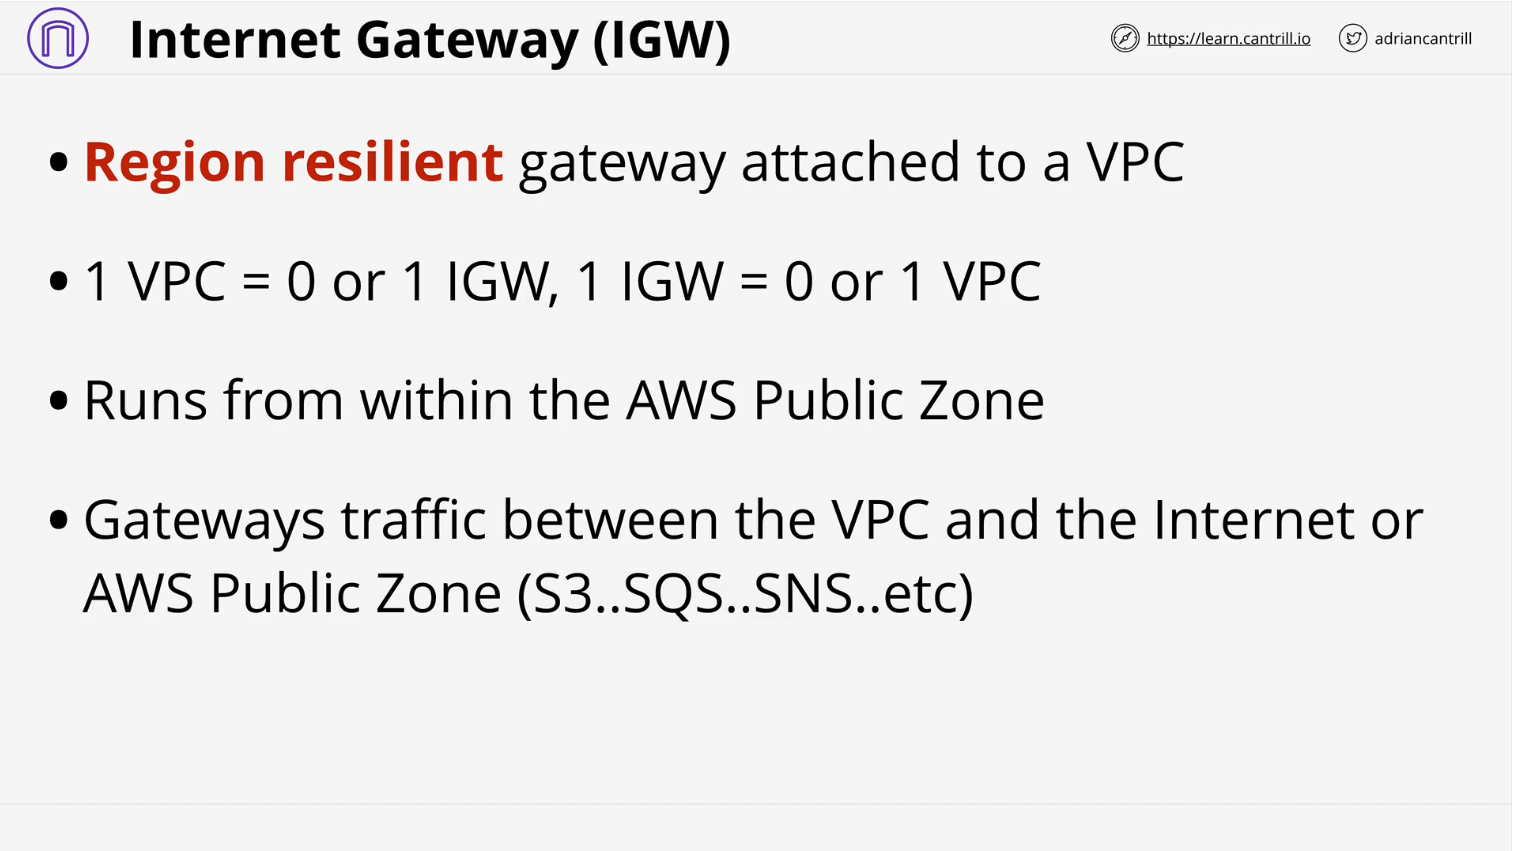 Internet Gateway (IGW)
https://learn.cantrill.io
adriancantrill
• Region resilient gateway attached to a VPC
• 1 VPC = 0 or 1 IGW, 1 IGW = 0 or 1 VPC
• Runs from within the AWS Public Zone
• Gateways traffic between the VPC and the Internet or
AWS Public Zone (S3..SQS..SNS..etc)